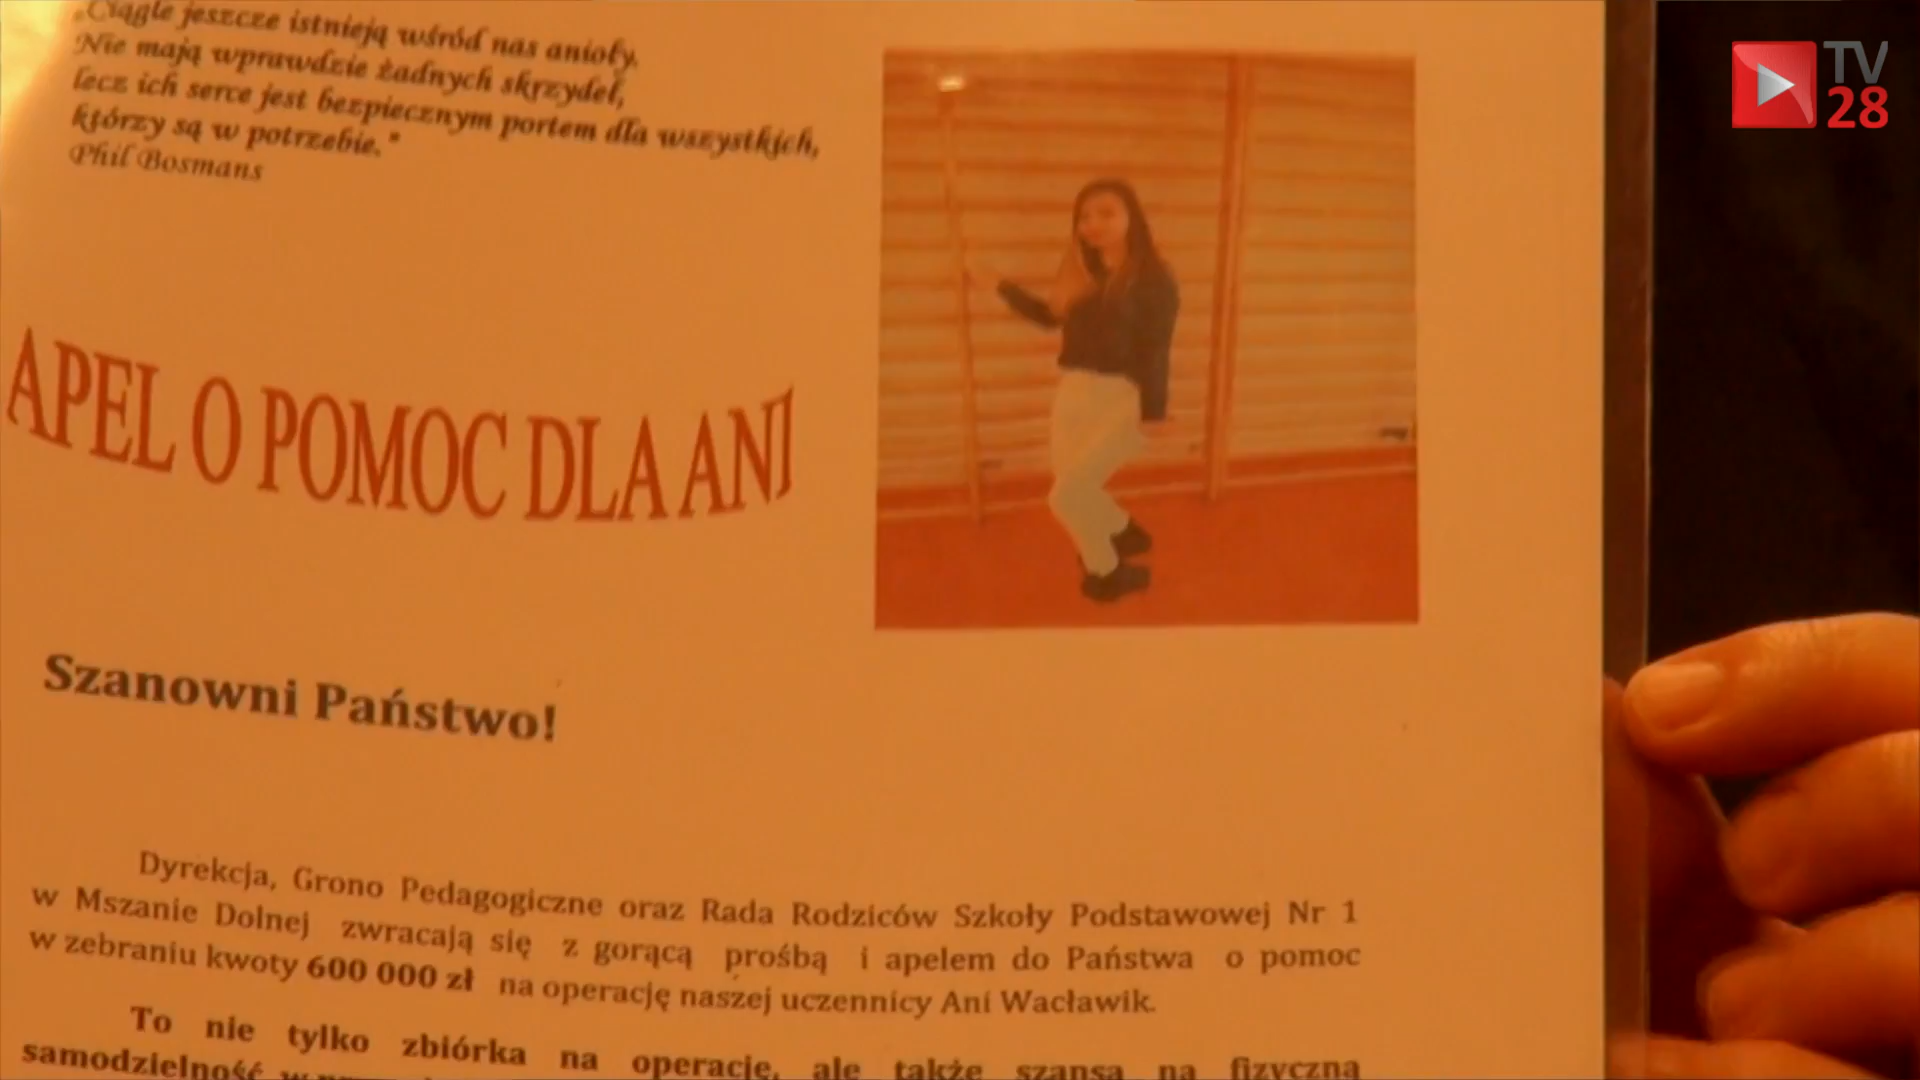 „Ciągle jeszcze istnieją wśród nas anioły.
Nie mają wprawdzie żadnych skrzydeł,
lecz ich serce jest bezpiecznym portem dla wszystkich,
którzy są w potrzebie.”
Phil Bosmans
TV
28
APEL O POMOC DLA ANI
Szanowni Państwo!
Dyrekcja, Grono Pedagogiczne oraz Rada Rodziców Szkoły Podstawowej Nr 1
w Mszanie Dolnej zwracają się z gorącą prośbą i apelem do Państwa o pomoc
w zebraniu kwoty 600 000 zł na operację naszej uczennicy Ani Wacławik.
To nie tylko zbiórka na operację, ale także szansa na fizyczną
samodzielność w